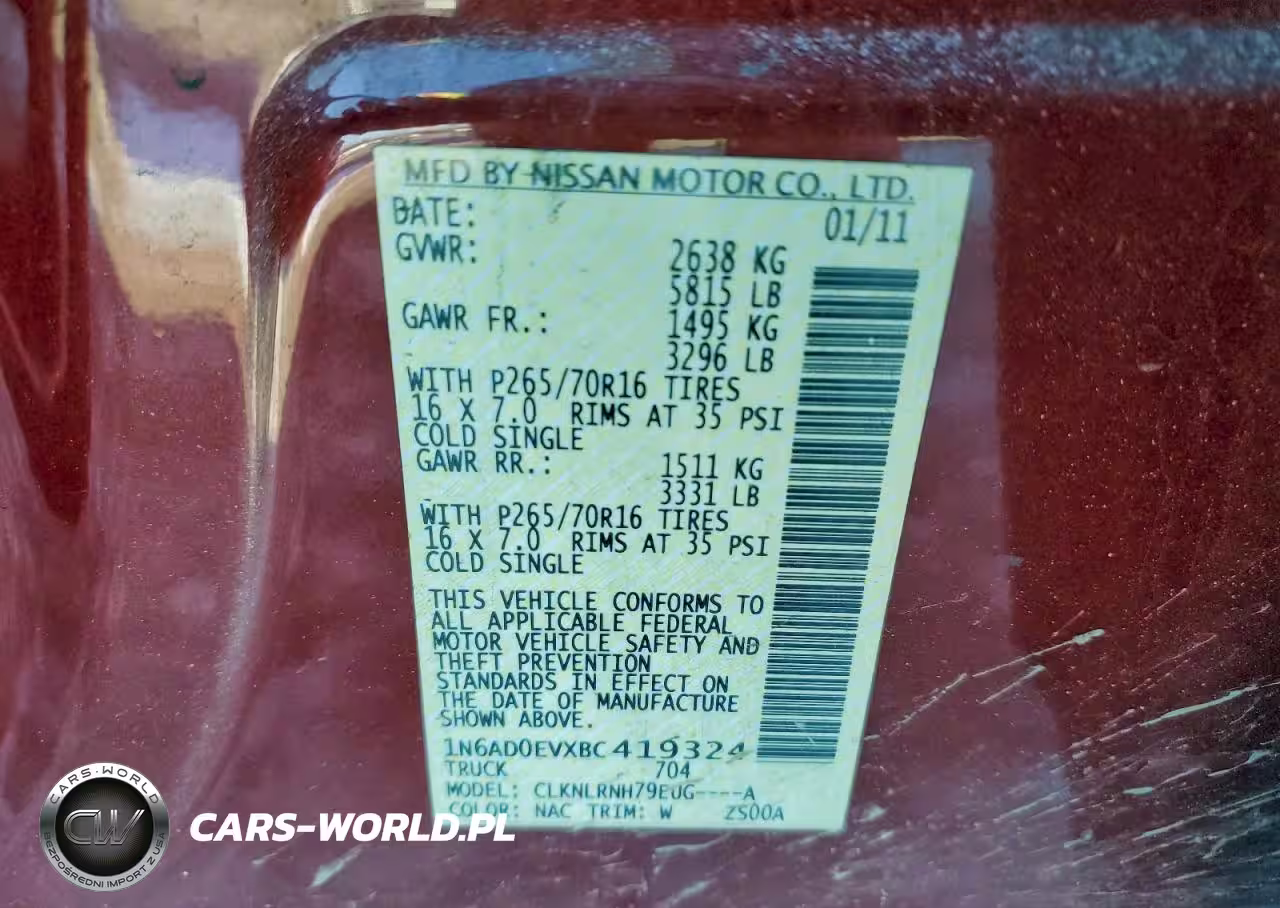 MFD BY NISSAN MOTOR CO., LTD.
DATE: 01/11
GVWR: 2638 KG
5815 LB
GAWR FR.: 1495 KG
3296 LB
WITH P265/70R16 TIRES
16 X 7.0 RIMS AT 35 PSI
COLD SINGLE
GAWR RR.: 1511 KG
3331 LB
WITH P265/70R16 TIRES
16 X 7.0 RIMS AT 35 PSI
COLD SINGLE
THIS VEHICLE CONFORMS TO
ALL APPLICABLE FEDERAL
MOTOR VEHICLE SAFETY AND
THEFT PREVENTION
STANDARDS IN EFFECT ON
THE DATE OF MANUFACTURE
SHOWN ABOVE.
1N6AD0EVXBC419324
TRUCK 704
MODEL: CLKNLRNH79EUG----A
COLOR: NAC TRIM: W ZS00A
CARS-WORLD
CW
BEZPOŚREDNI IMPORT Z USA
CARS-WORLD.PL